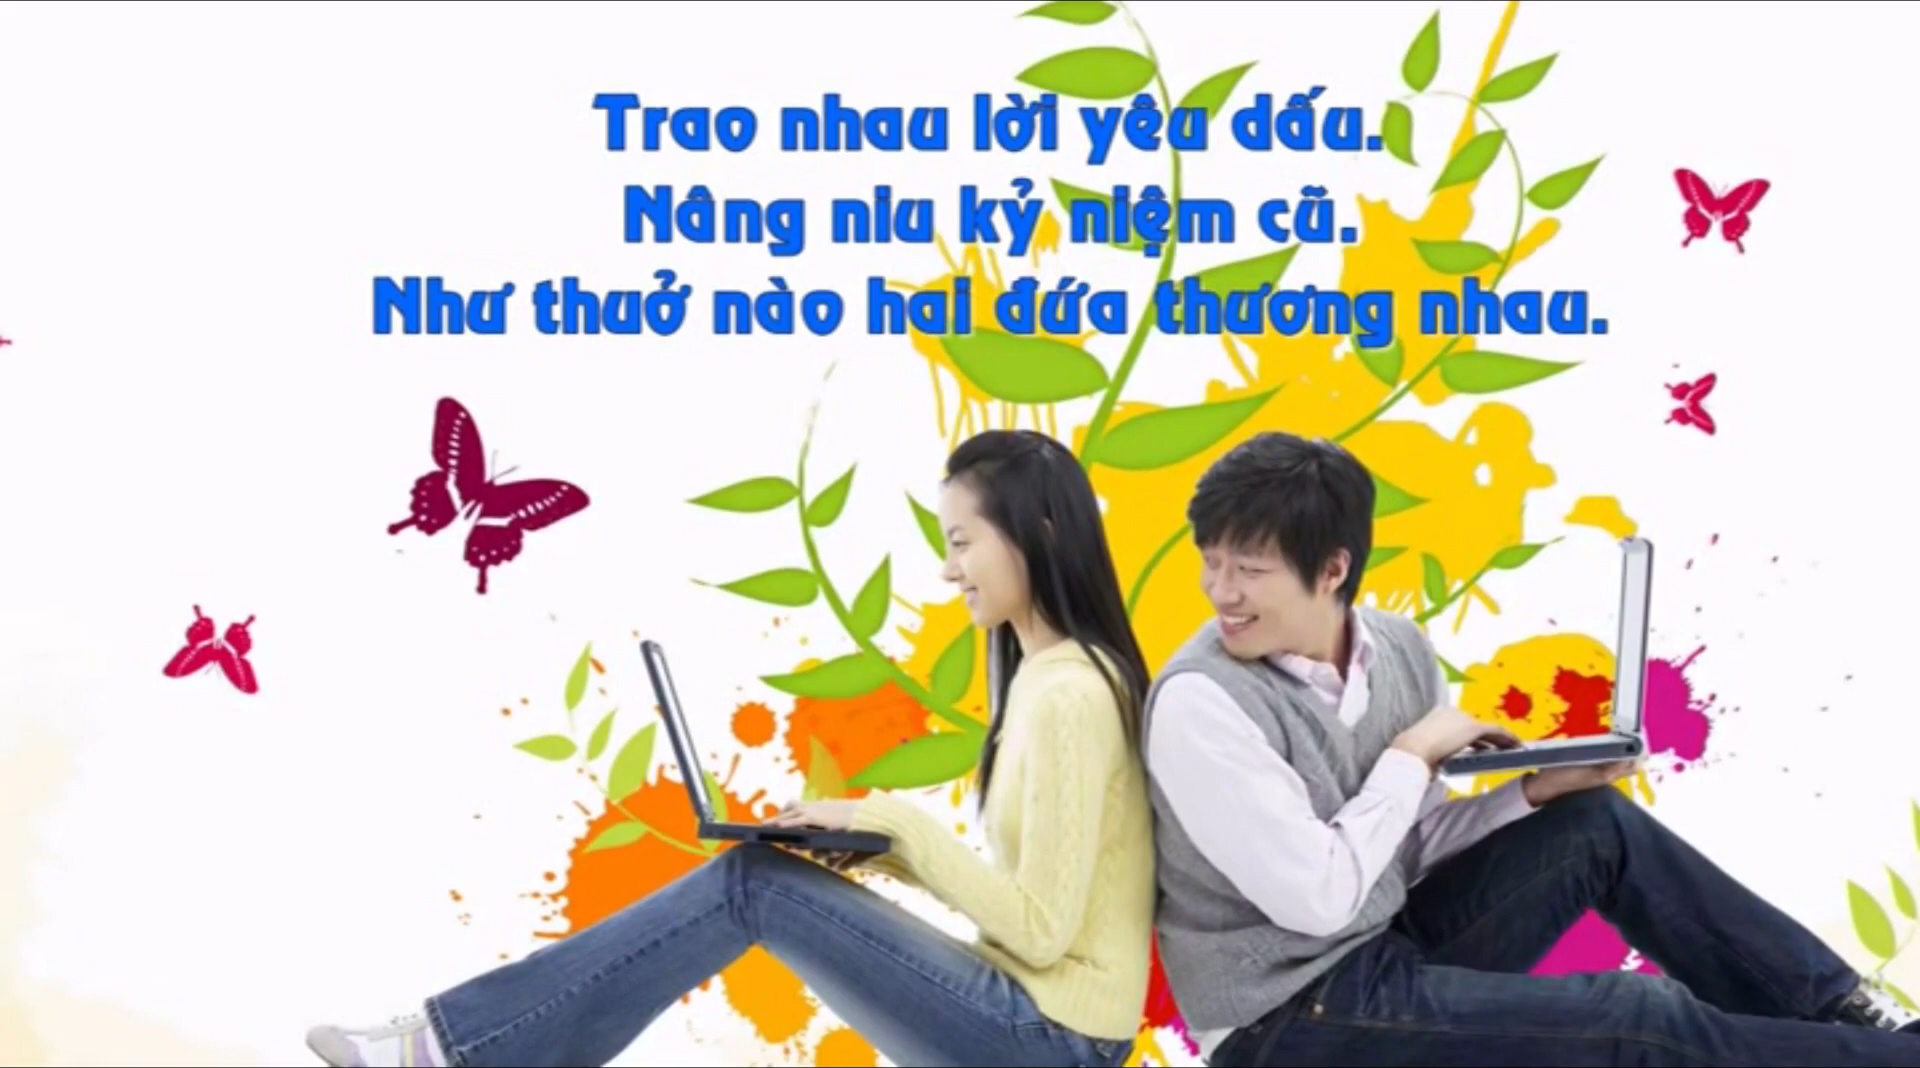 Trao nhau lời yêu dấu.
Nâng niu kỷ niệm cũ.
Như thuở nào hai đứa thương nhau.